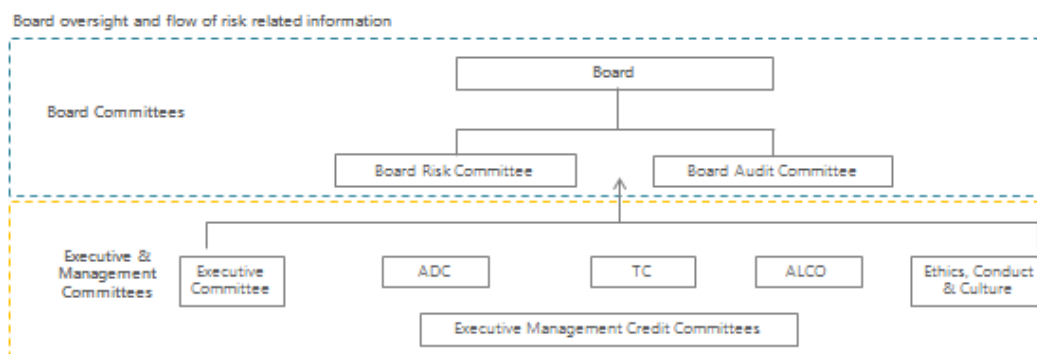 Board oversight and flow of risk related information
Board
Board Committees
Board Risk Committee
Board Audit Committee
Executive &
Management
Committees
Executive
Committee
ADC
TC
ALCO
Ethics, Conduct
& Culture
Executive Management Credit Committees